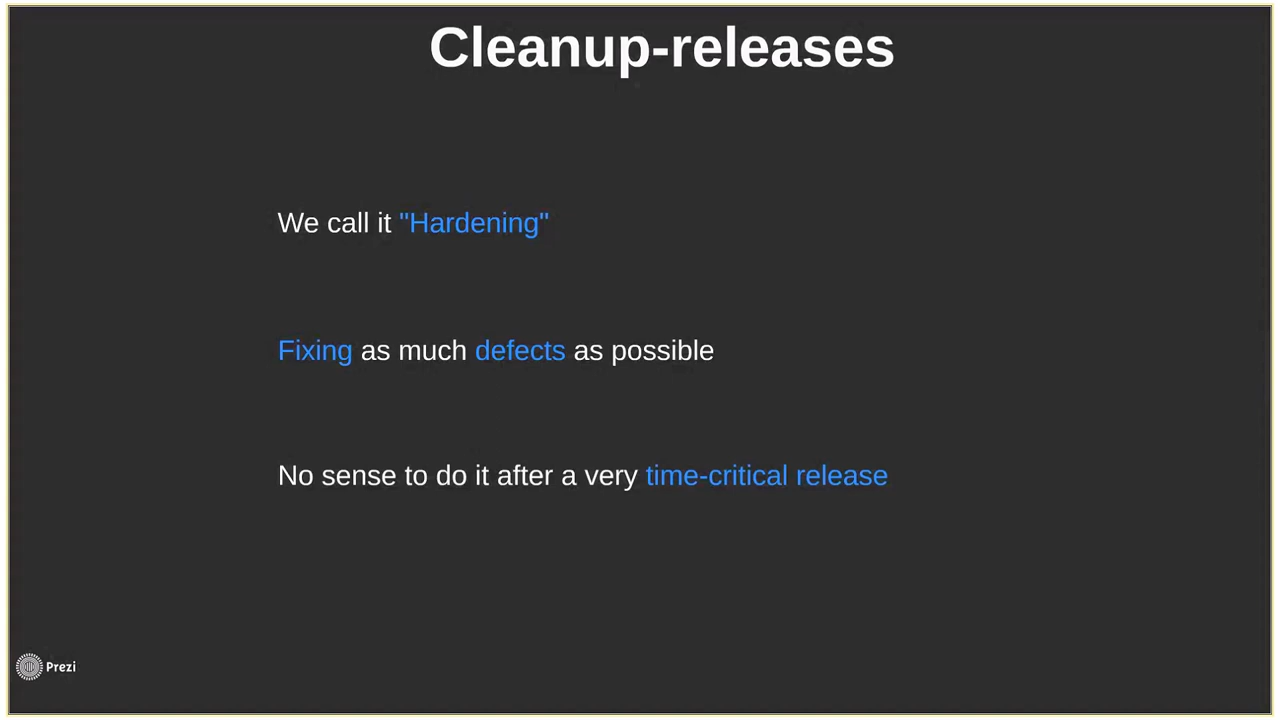 Cleanup-releases
We call it "Hardening"
Fixing as much defects as possible
No sense to do it after a very time-critical release
Prezi